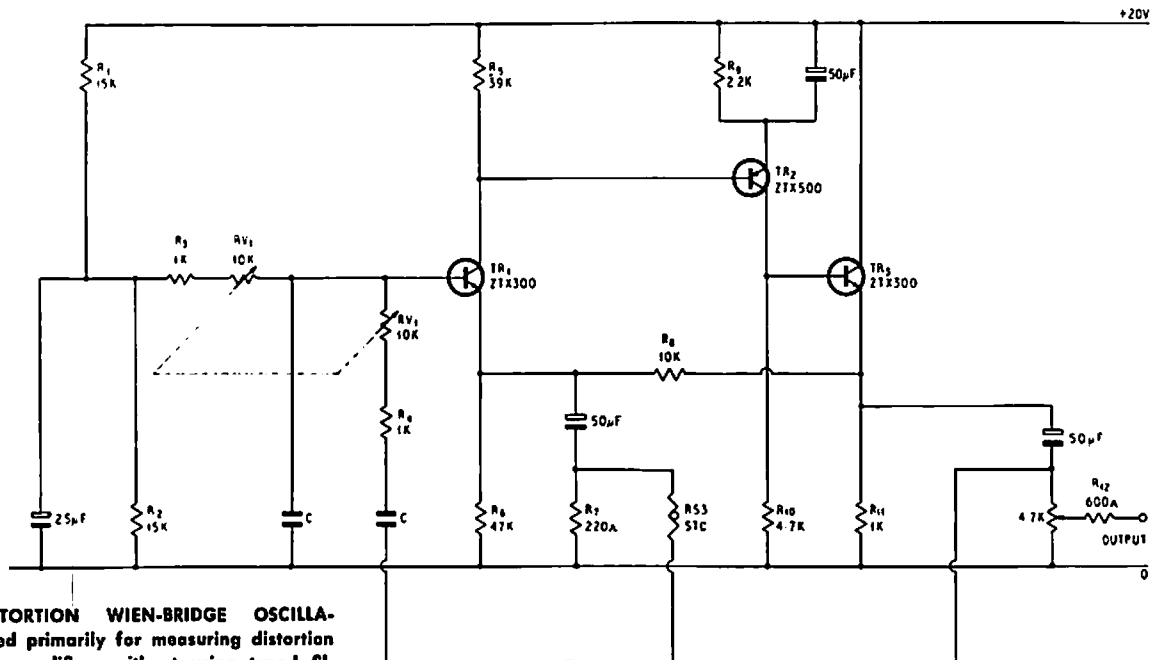 +20V
R1
15K
R5
39K
R9
2.2K
50µF
TR2
ZTX500
R3
1K
RV1
10K
TR1
ZTX300
TR3
ZTX300
RV1
10K
R8
10K
R4
1K
50µF
50µF
25µF
R2
15K
C
C
R6
47K
R7
220Ω
R53
STC
R10
4·7K
R11
1K
4·7K
R12
600Ω
OUTPUT
0
TORTION WIEN-BRIDGE OSCILLA-
ed primarily for measuring distortion